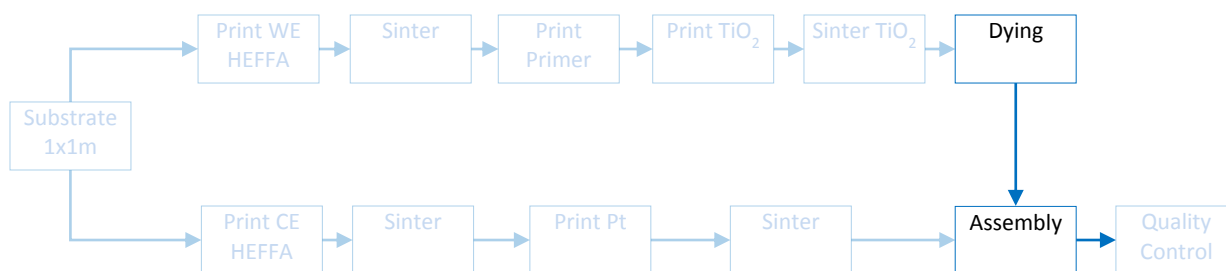 Print WE
HEFFA
Sinter
Print
Primer
Print TiO₂
Sinter TiO₂
Dying
Substrate
1x1m
Print CE
HEFFA
Sinter
Print Pt
Sinter
Assembly
Quality
Control